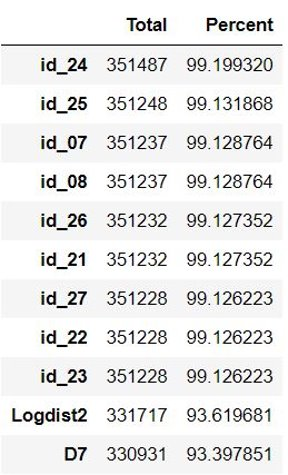 Total Percent
id_24 351487 99.199320
id_25 351248 99.131868
id_07 351237 99.128764
id_08 351237 99.128764
id_26 351232 99.127352
id_21 351232 99.127352
id_27 351228 99.126223
id_22 351228 99.126223
id_23 351228 99.126223
Logdist2 331717 93.619681
D7 330931 93.397851